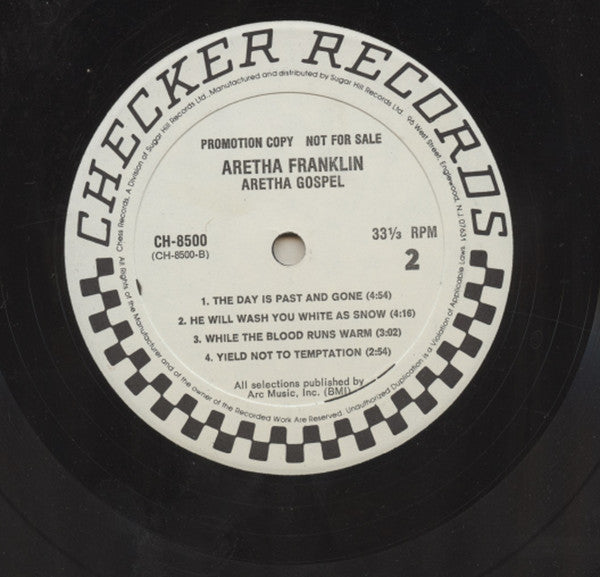 CHECKER RECORDS
Chess Records, A Division of Sugar Hill Records Ltd., Manufactured and distributed by Sugar Hill Records Ltd., 96 West Street, Englewood, N.J. 07631
PROMOTION COPY NOT FOR SALE
ARETHA FRANKLIN
ARETHA GOSPEL
CH-8500
(CH-8500-B)
33⅓ RPM
2
1. THE DAY IS PAST AND GONE (4:54)
2. HE WILL WASH YOU WHITE AS SNOW (4:16)
3. WHILE THE BLOOD RUNS WARM (3:02)
4. YIELD NOT TO TEMPTATION (2:54)
All selections published by
Arc Music, Inc. (BMI)
All Rights of the Manufacturer and of the owner of the Recorded Work Are Reserved. Unauthorized Duplication is a Violation of Applicable Laws.